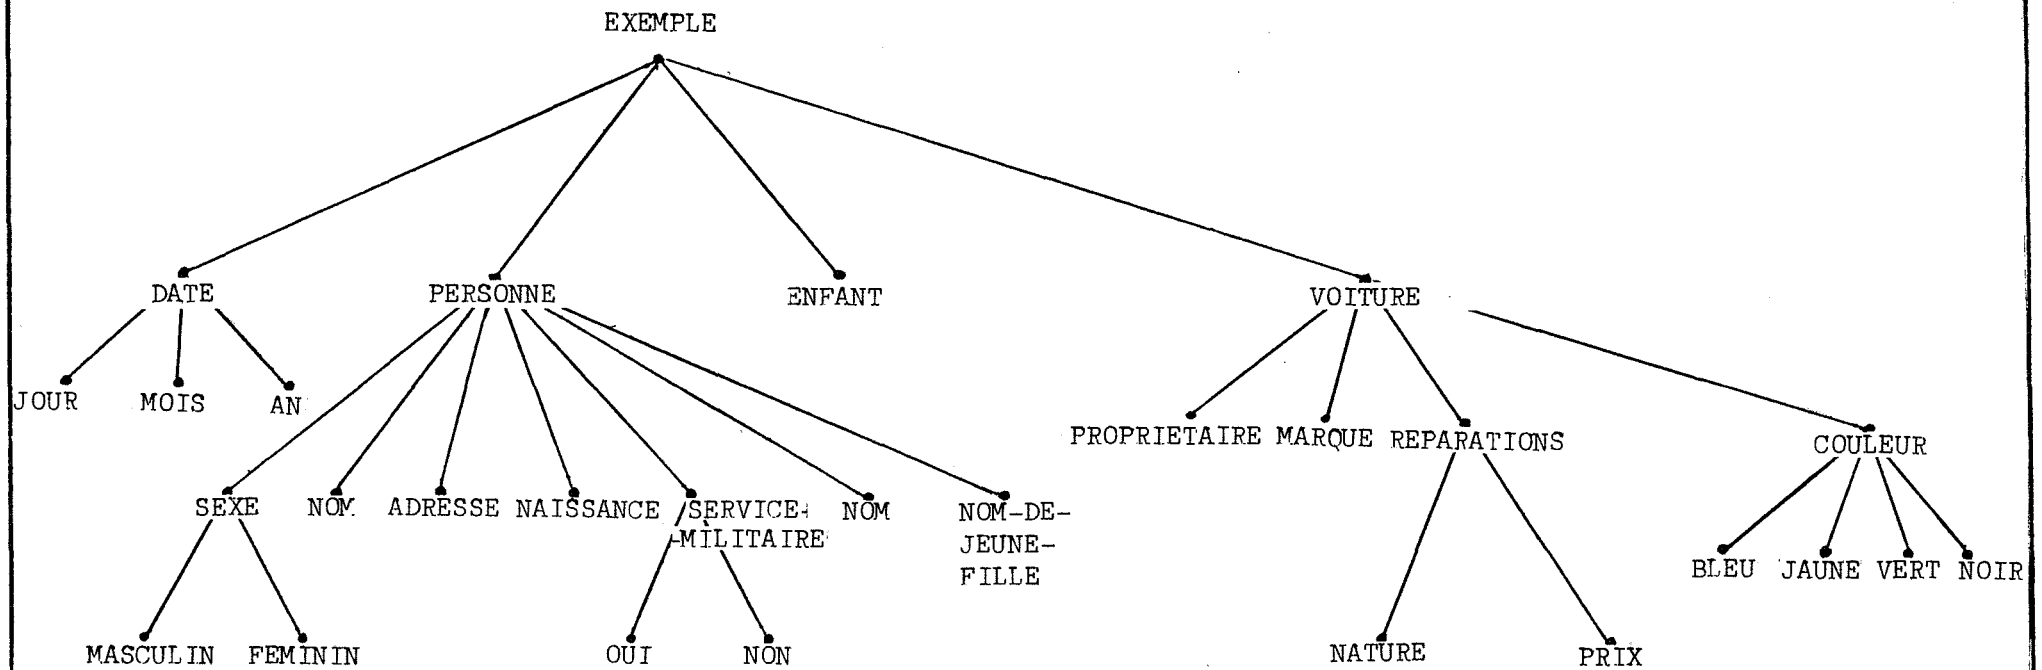 EXEMPLE
DATE PERSONNE ENFANT VOITURE
JOUR MOIS AN
PROPRIETAIRE MARQUE REPARATIONS COULEUR
SEXE NOM ADRESSE NAISSANCE SERVICE- NOM NOM-DE-
-MILITAIRE JEUNE-
FILLE
BLEU JAUNE VERT NOIR
MASCULIN FEMININ OUI NON NATURE PRIX